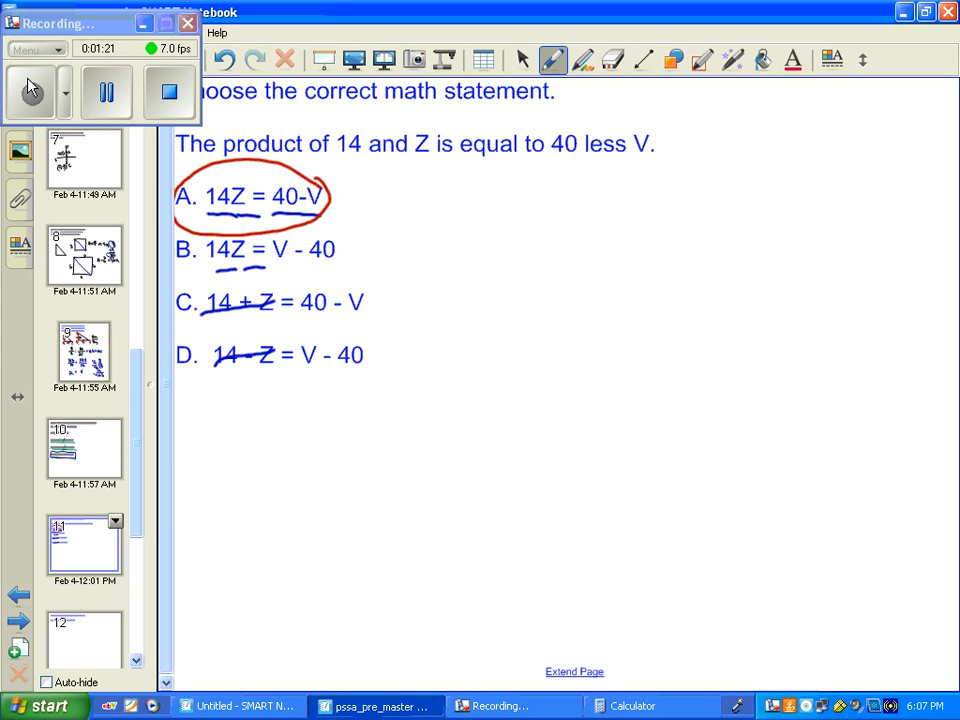 SMART Notebook
Recording...
Help
Menu
0:01:21
7.0 fps
hoose the correct math statement.
The product of 14 and Z is equal to 40 less V.
A. 14Z = 40-V
B. 14Z = V - 40
C. 14 + Z = 40 - V
D. 14 - Z = V - 40
7
Feb 4-11:49 AM
8
Feb 4-11:51 AM
9
Feb 4-11:55 AM
10
Feb 4-11:57 AM
11
Feb 4-12:01 PM
12
Auto-hide
Extend Page
start
Untitled - SMART N...
pssa_pre_master ...
Recording...
Calculator
6:07 PM